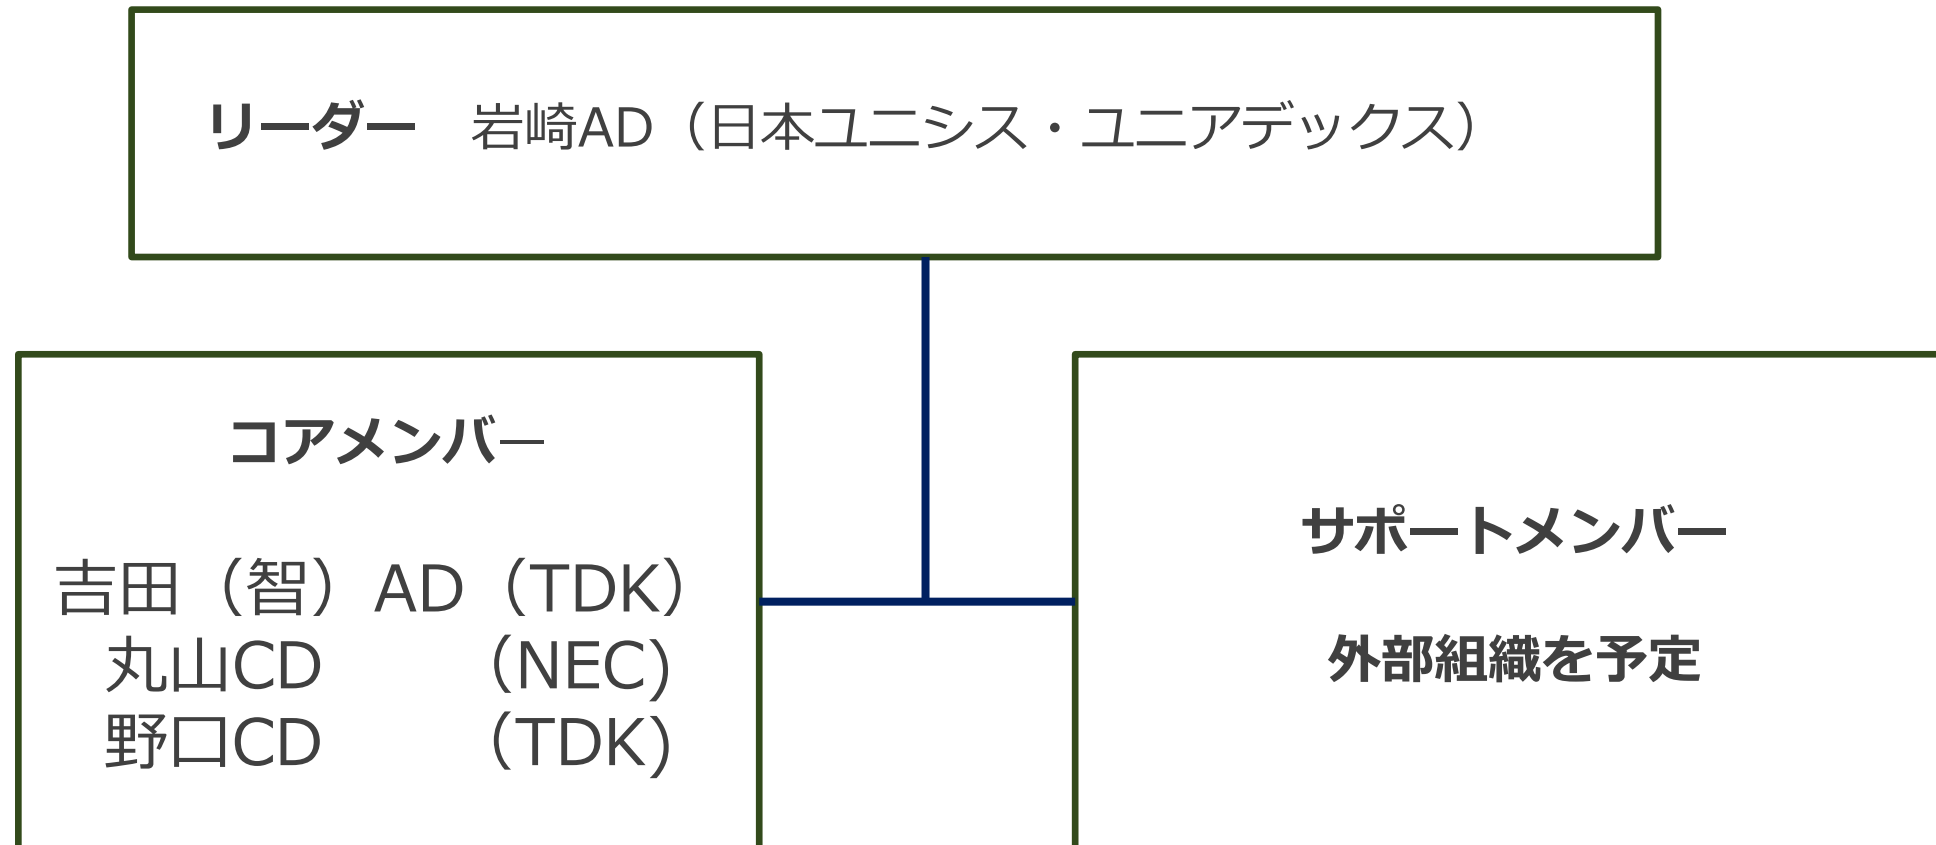 リーダー　岩崎AD（日本ユニシス・ユニアデックス）
コアメンバー
吉田（智）AD（TDK）
丸山CD　　　（NEC)
野口CD　　　（TDK)
サポートメンバー
外部組織を予定